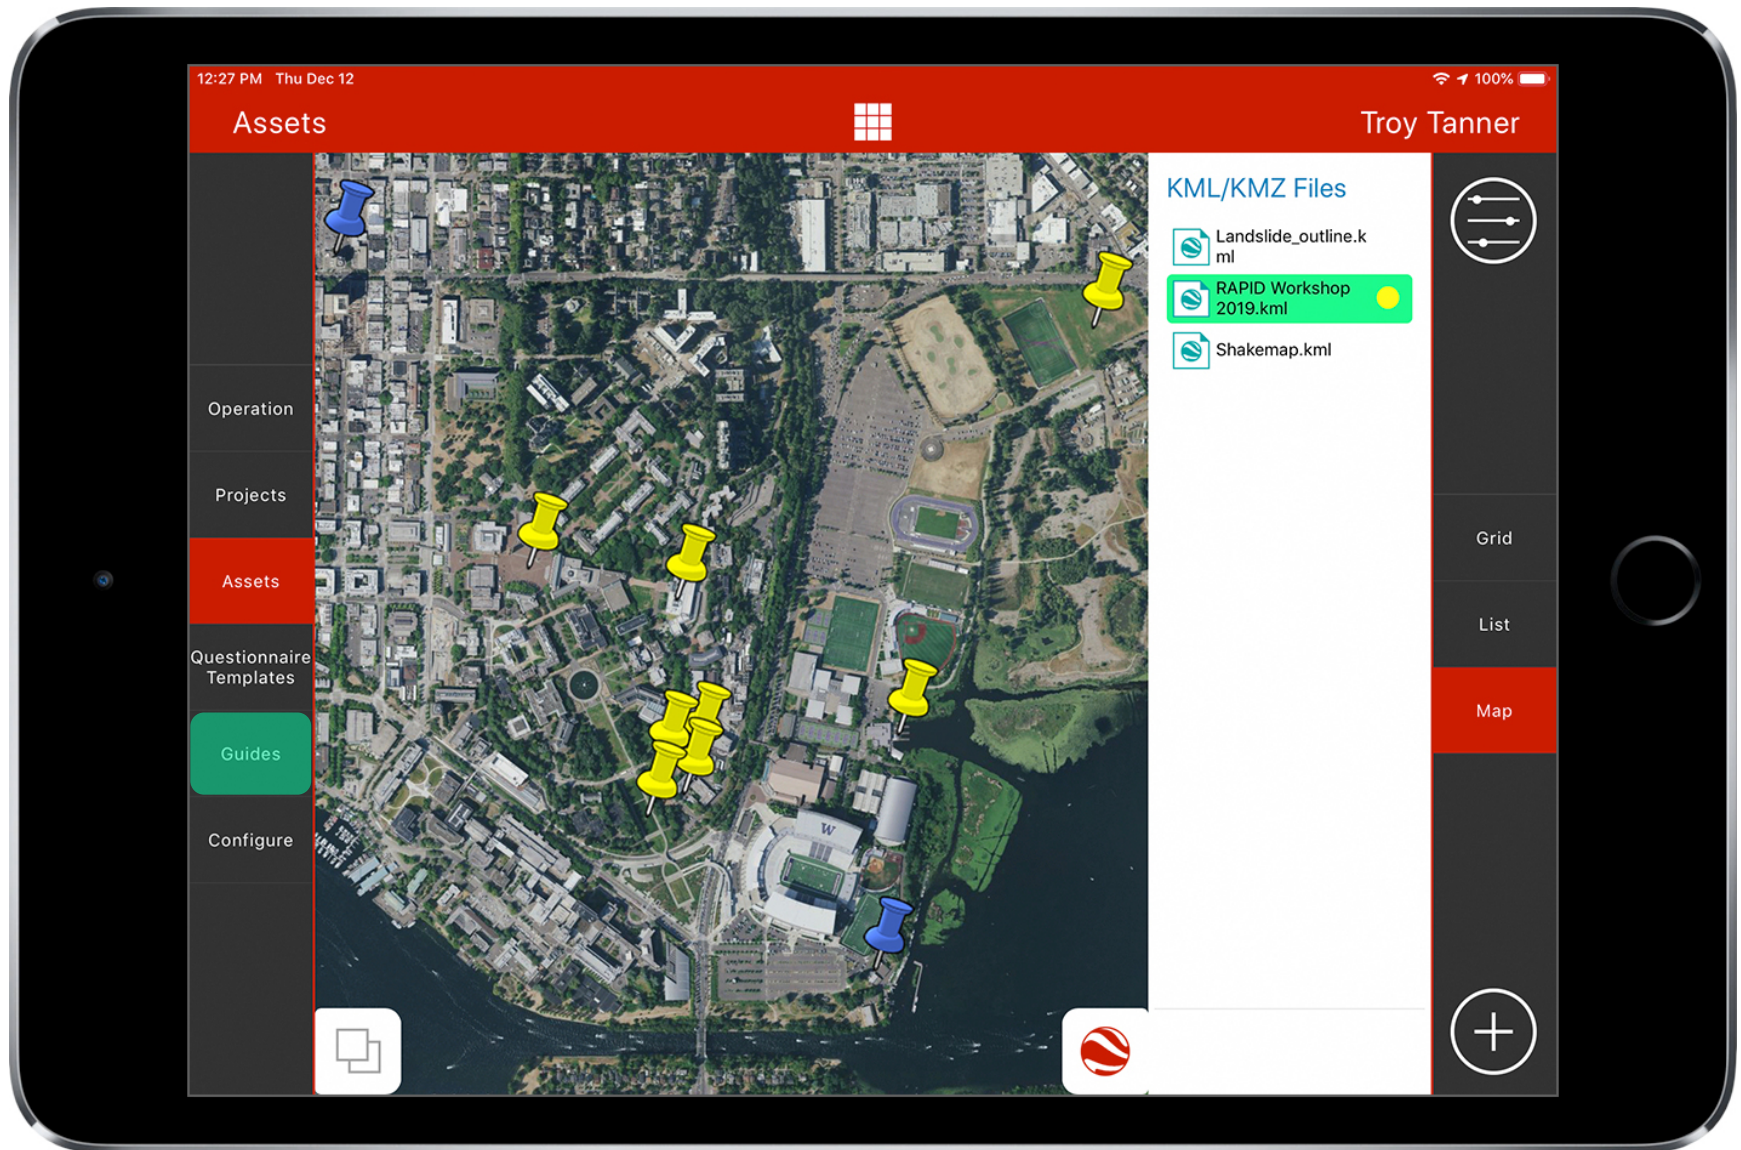 12:27 PM Thu Dec 12
100%
Assets
Troy Tanner
Operation
Projects
Assets
Questionnaire
Templates
Guides
Configure
W
KML/KMZ Files
Landslide_outline.k
ml
RAPID Workshop
2019.kml
Shakemap.kml
Grid
List
Map